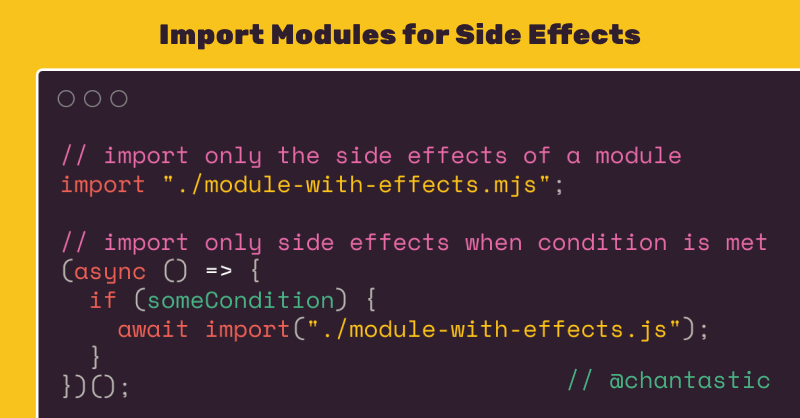 Import Modules for Side Effects
// import only the side effects of a module
import "./module-with-effects.mjs";
// import only side effects when condition is met
(async () => {
  if (someCondition) {
    await import("./module-with-effects.js");
  }
})();
// @chantastic